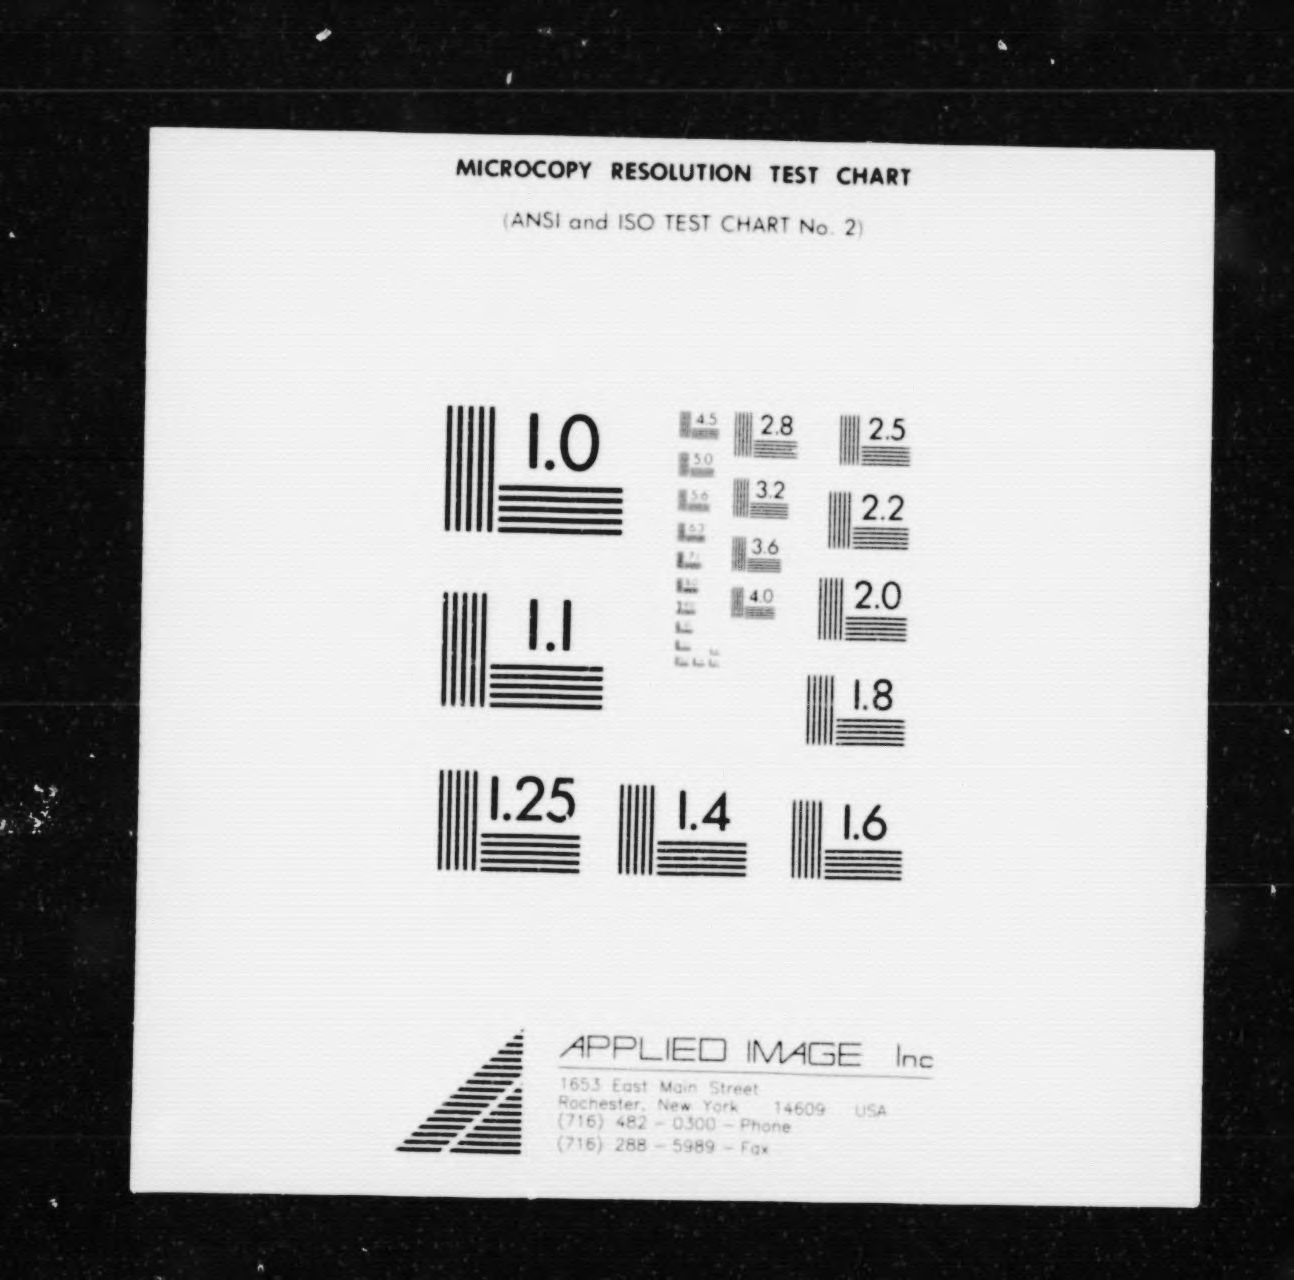 MICROCOPY RESOLUTION TEST CHART
(ANSI and ISO TEST CHART No. 2)
1.0
1.1
1.25
1.4
1.6
1.8
2.0
2.2
2.5
2.8
3.2
3.6
4.0
4.5
5.0
5.6
6.3
APPLIED IMAGE Inc
1653 East Main Street
Rochester, New York 14609 USA
(716) 482 - 0300 - Phone
(716) 288 - 5989 - Fax